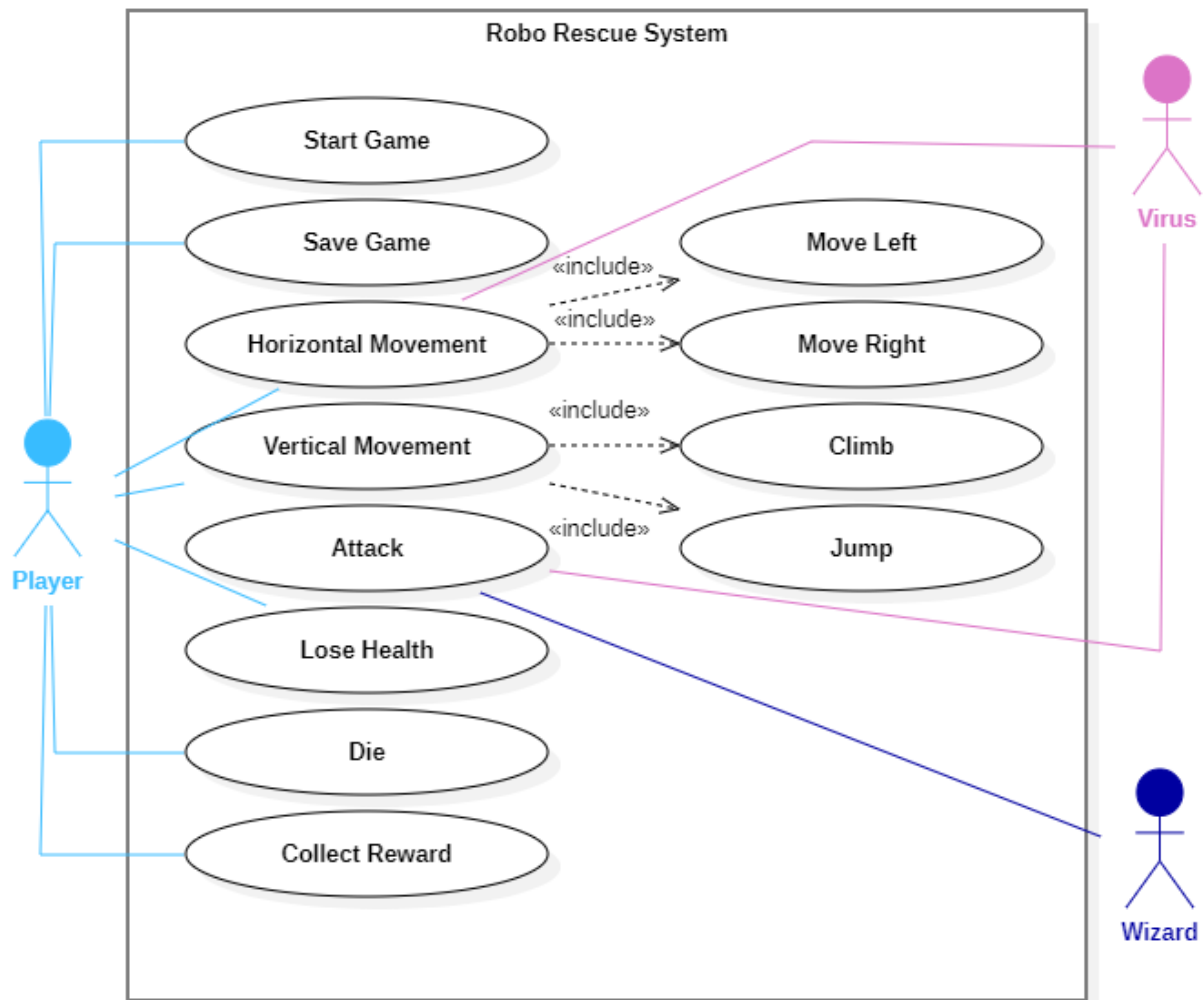 Robo Rescue System
Start Game
Virus
Save Game
Move Left
«include»
Horizontal Movement
«include»
Move Right
Vertical Movement
«include»
Climb
Attack
«include»
Jump
Player
Lose Health
Die
Collect Reward
Wizard